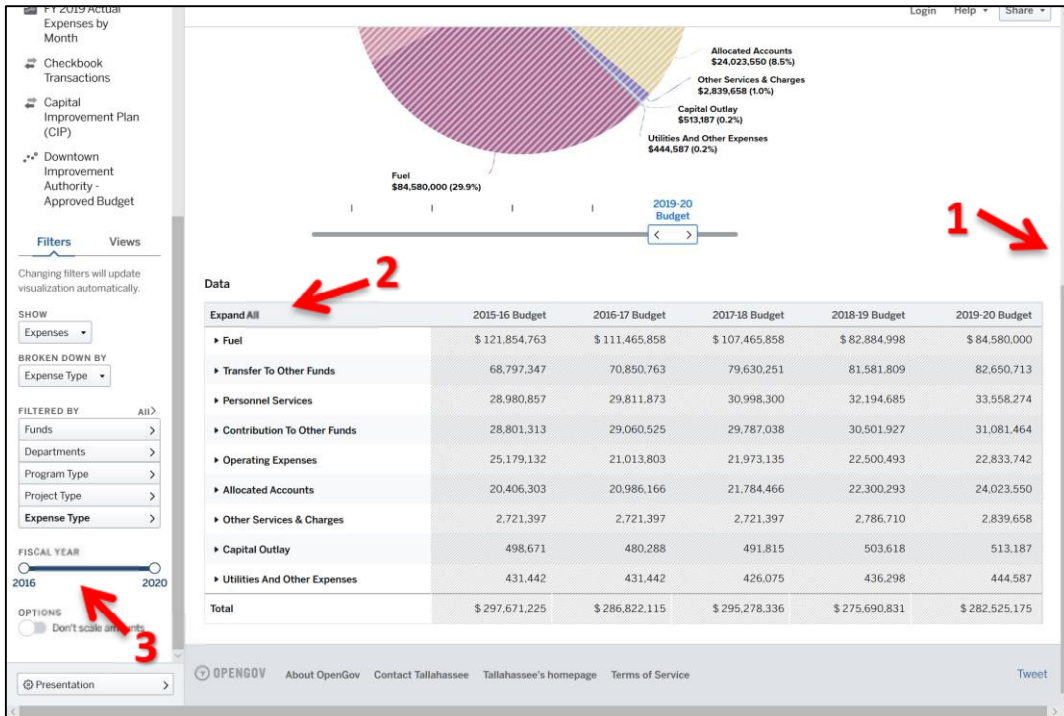 FY 2019 Actual
Expenses by
Month
Checkbook
Transactions
Capital
Improvement Plan
(CIP)
Downtown
Improvement
Authority -
Approved Budget
Filters Views
Changing filters will update
visualization automatically.
SHOW
Expenses
BROKEN DOWN BY
Expense Type
FILTERED BY All>
Funds >
Departments >
Program Type >
Project Type >
Expense Type >
FISCAL YEAR
2016 2020
OPTIONS
Don't scale amounts
3
Presentation >
Login Help Share
Allocated Accounts
$24,023,550 (8.5%)
Other Services & Charges
$2,839,658 (1.0%)
Capital Outlay
$513,187 (0.2%)
Utilities And Other Expenses
$444,587 (0.2%)
Fuel
$84,580,000 (29.9%)
2019-20
Budget
< >
1
2
Data
Expand All 2015-16 Budget 2016-17 Budget 2017-18 Budget 2018-19 Budget 2019-20 Budget
Fuel $ 121,854,763 $ 111,465,858 $ 107,465,858 $ 82,884,998 $ 84,580,000
Transfer To Other Funds 68,797,347 70,850,763 79,630,251 81,581,809 82,650,713
Personnel Services 28,980,857 29,811,873 30,998,300 32,194,685 33,558,274
Contribution To Other Funds 28,801,313 29,060,525 29,787,038 30,501,927 31,081,464
Operating Expenses 25,179,132 21,013,803 21,973,135 22,500,493 22,833,742
Allocated Accounts 20,406,303 20,986,166 21,784,466 22,300,293 24,023,550
Other Services & Charges 2,721,397 2,721,397 2,721,397 2,786,710 2,839,658
Capital Outlay 498,671 480,288 491,815 503,618 513,187
Utilities And Other Expenses 431,442 431,442 426,075 436,298 444,587
Total $ 297,671,225 $ 286,822,115 $ 295,278,336 $ 275,690,831 $ 282,525,175
OPENGOV About OpenGov Contact Tallahassee Tallahassee's homepage Terms of Service Tweet